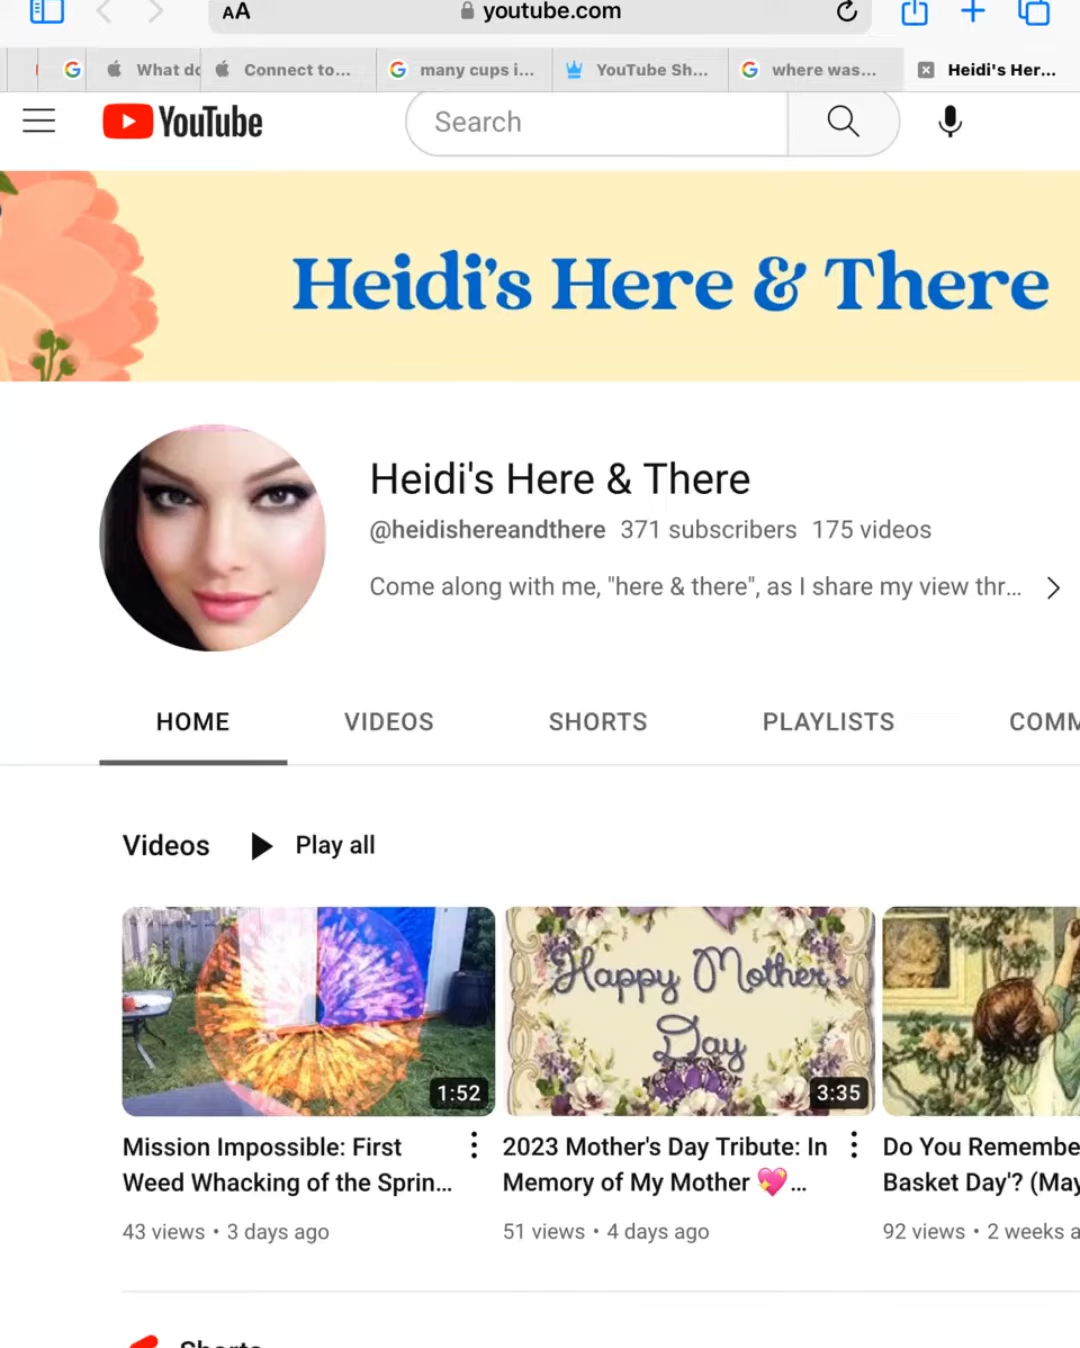 AA youtube.com
What do Connect to... many cups i... YouTube Sh... where was... Heidi's Her...
YouTube Search
Heidi's Here & There
Heidi's Here & There
@heidishereandthere 371 subscribers 175 videos
Come along with me, "here & there", as I share my view thr...
HOME VIDEOS SHORTS PLAYLISTS COMM
Videos Play all
Happy Mother's
Day
1:52 3:35
Mission Impossible: First 2023 Mother's Day Tribute: In Do You Remembe
Weed Whacking of the Sprin... Memory of My Mother 💖... Basket Day'? (May
43 views • 3 days ago 51 views • 4 days ago 92 views • 2 weeks a
Shorts